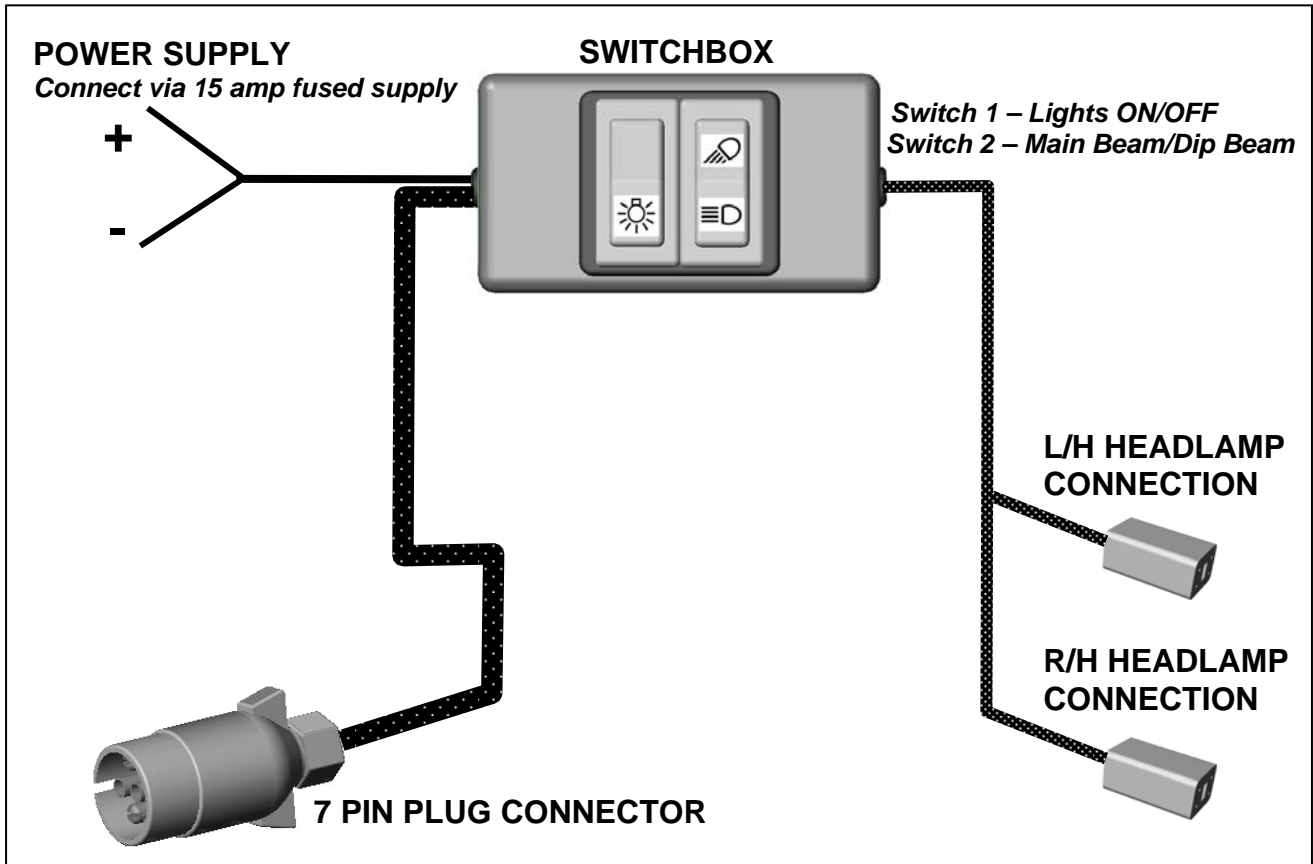 POWER SUPPLY
Connect via 15 amp fused supply
+
-
SWITCHBOX
Switch 1 – Lights ON/OFF
Switch 2 – Main Beam/Dip Beam
L/H HEADLAMP
CONNECTION
R/H HEADLAMP
CONNECTION
7 PIN PLUG CONNECTOR